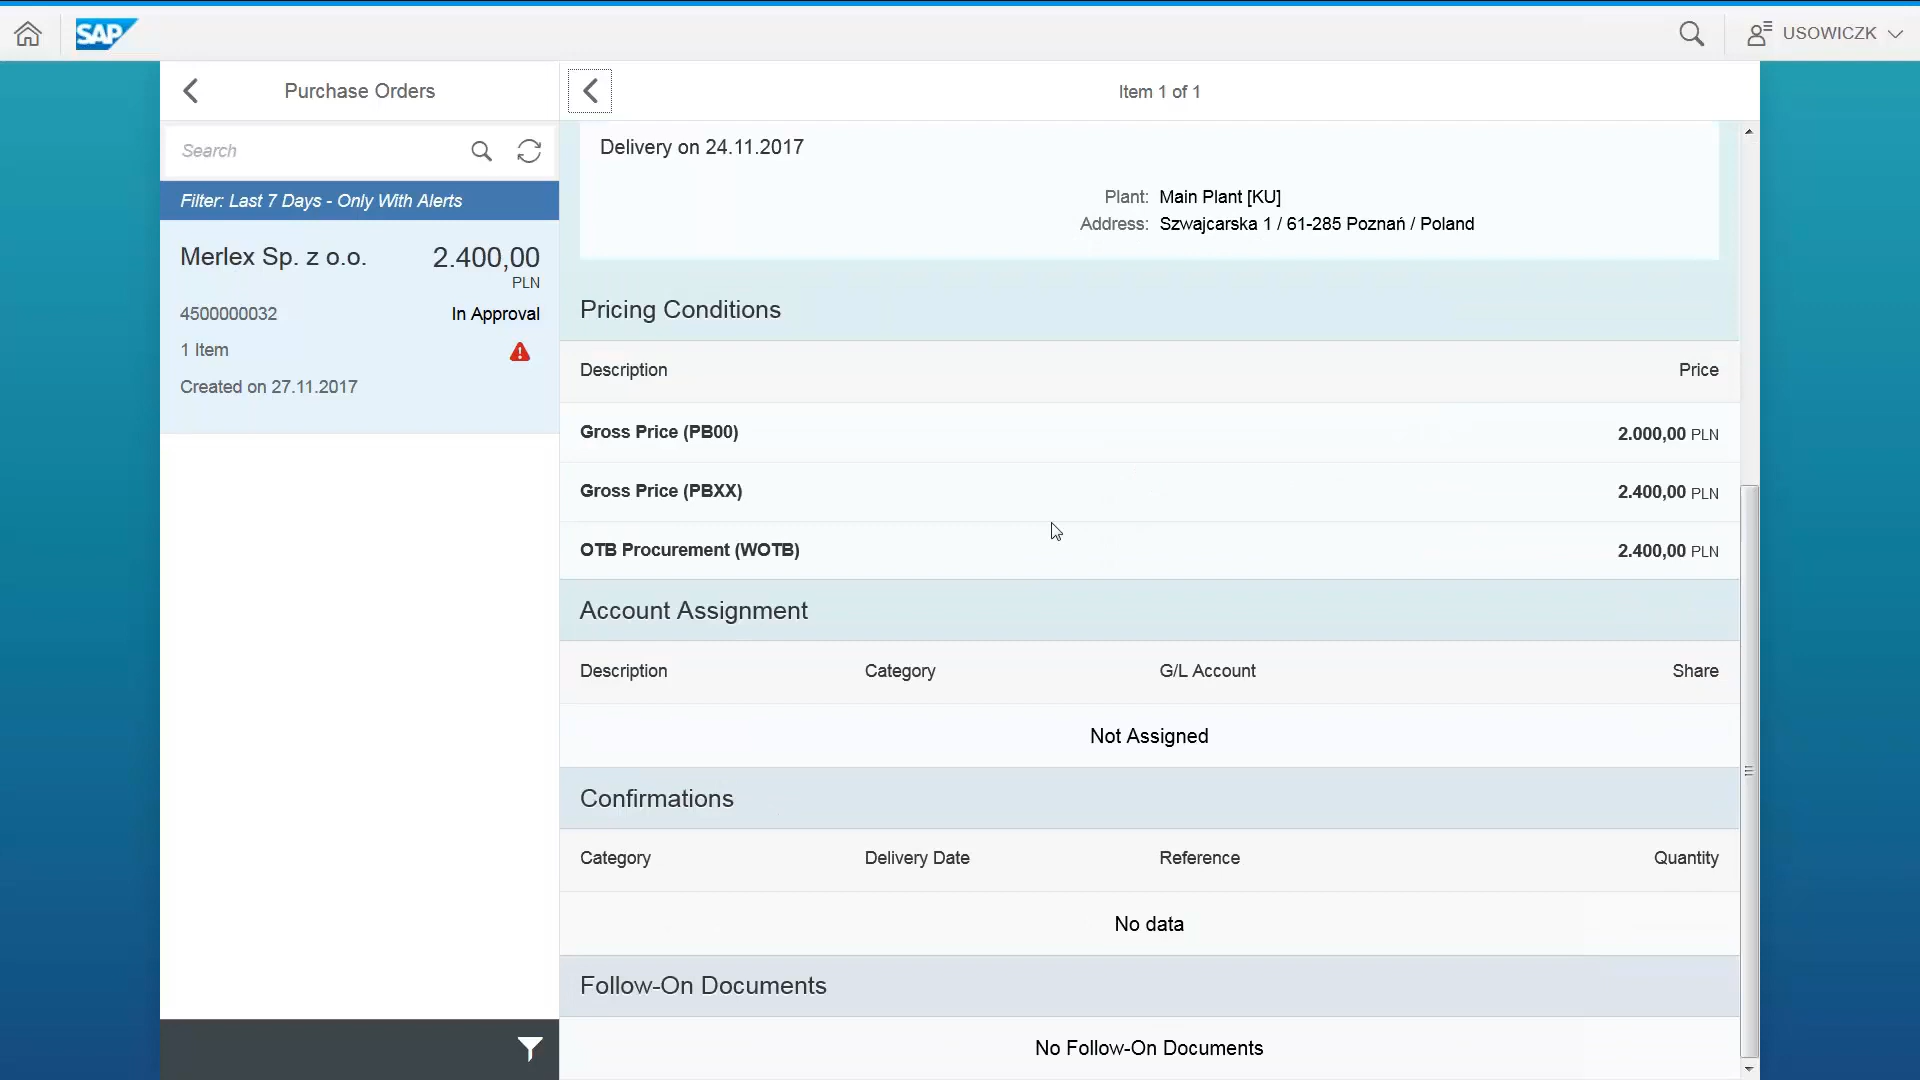 SAP
USOWICZK
Purchase Orders
Item 1 of 1
Search
Filter: Last 7 Days - Only With Alerts
Merlex Sp. z o.o.
2.400,00
PLN
4500000032
In Approval
1 Item
Created on 27.11.2017
Delivery on 24.11.2017
Plant: Main Plant [KU]
Address: Szwajcarska 1 / 61-285 Poznań / Poland
Pricing Conditions
Description Price
Gross Price (PB00) 2.000,00 PLN
Gross Price (PBXX) 2.400,00 PLN
OTB Procurement (WOTB) 2.400,00 PLN
Account Assignment
Description Category G/L Account Share
Not Assigned
Confirmations
Category Delivery Date Reference Quantity
No data
Follow-On Documents
No Follow-On Documents